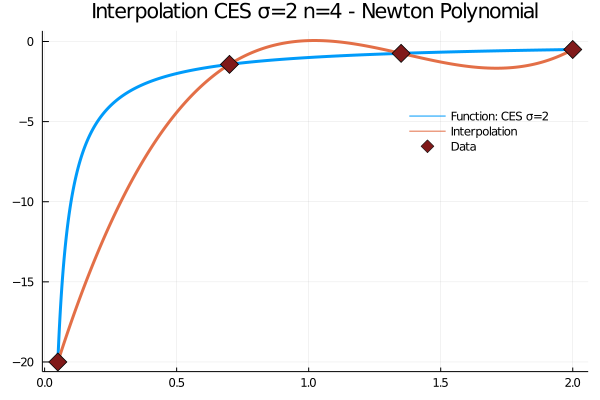 Interpolation CES σ=2 n=4 - Newton Polynomial
0
−5
−10
−15
−20
Function: CES σ=2
Interpolation
Data
0.0 0.5 1.0 1.5 2.0